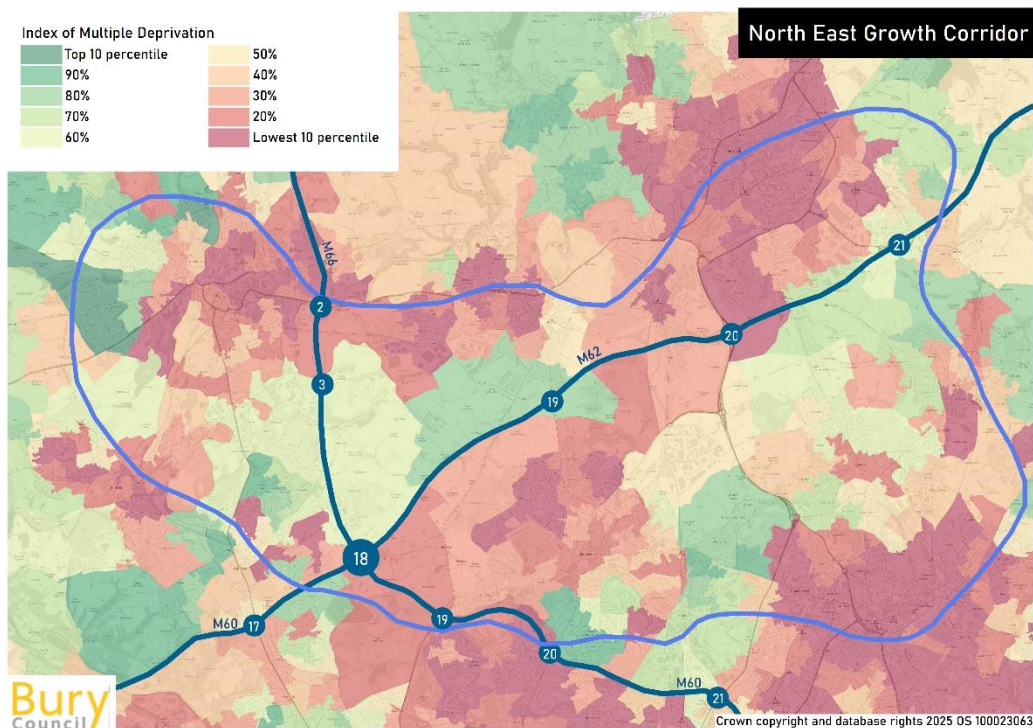 Index of Multiple Deprivation
Top 10 percentile
90%
80%
70%
60%
50%
40%
30%
20%
Lowest 10 percentile
North East Growth Corridor
M66
2
3
M62
19
20
21
18
M60
17
19
20
M60
21
Bury
Council
Crown copyright and database rights 2025 OS 100023063